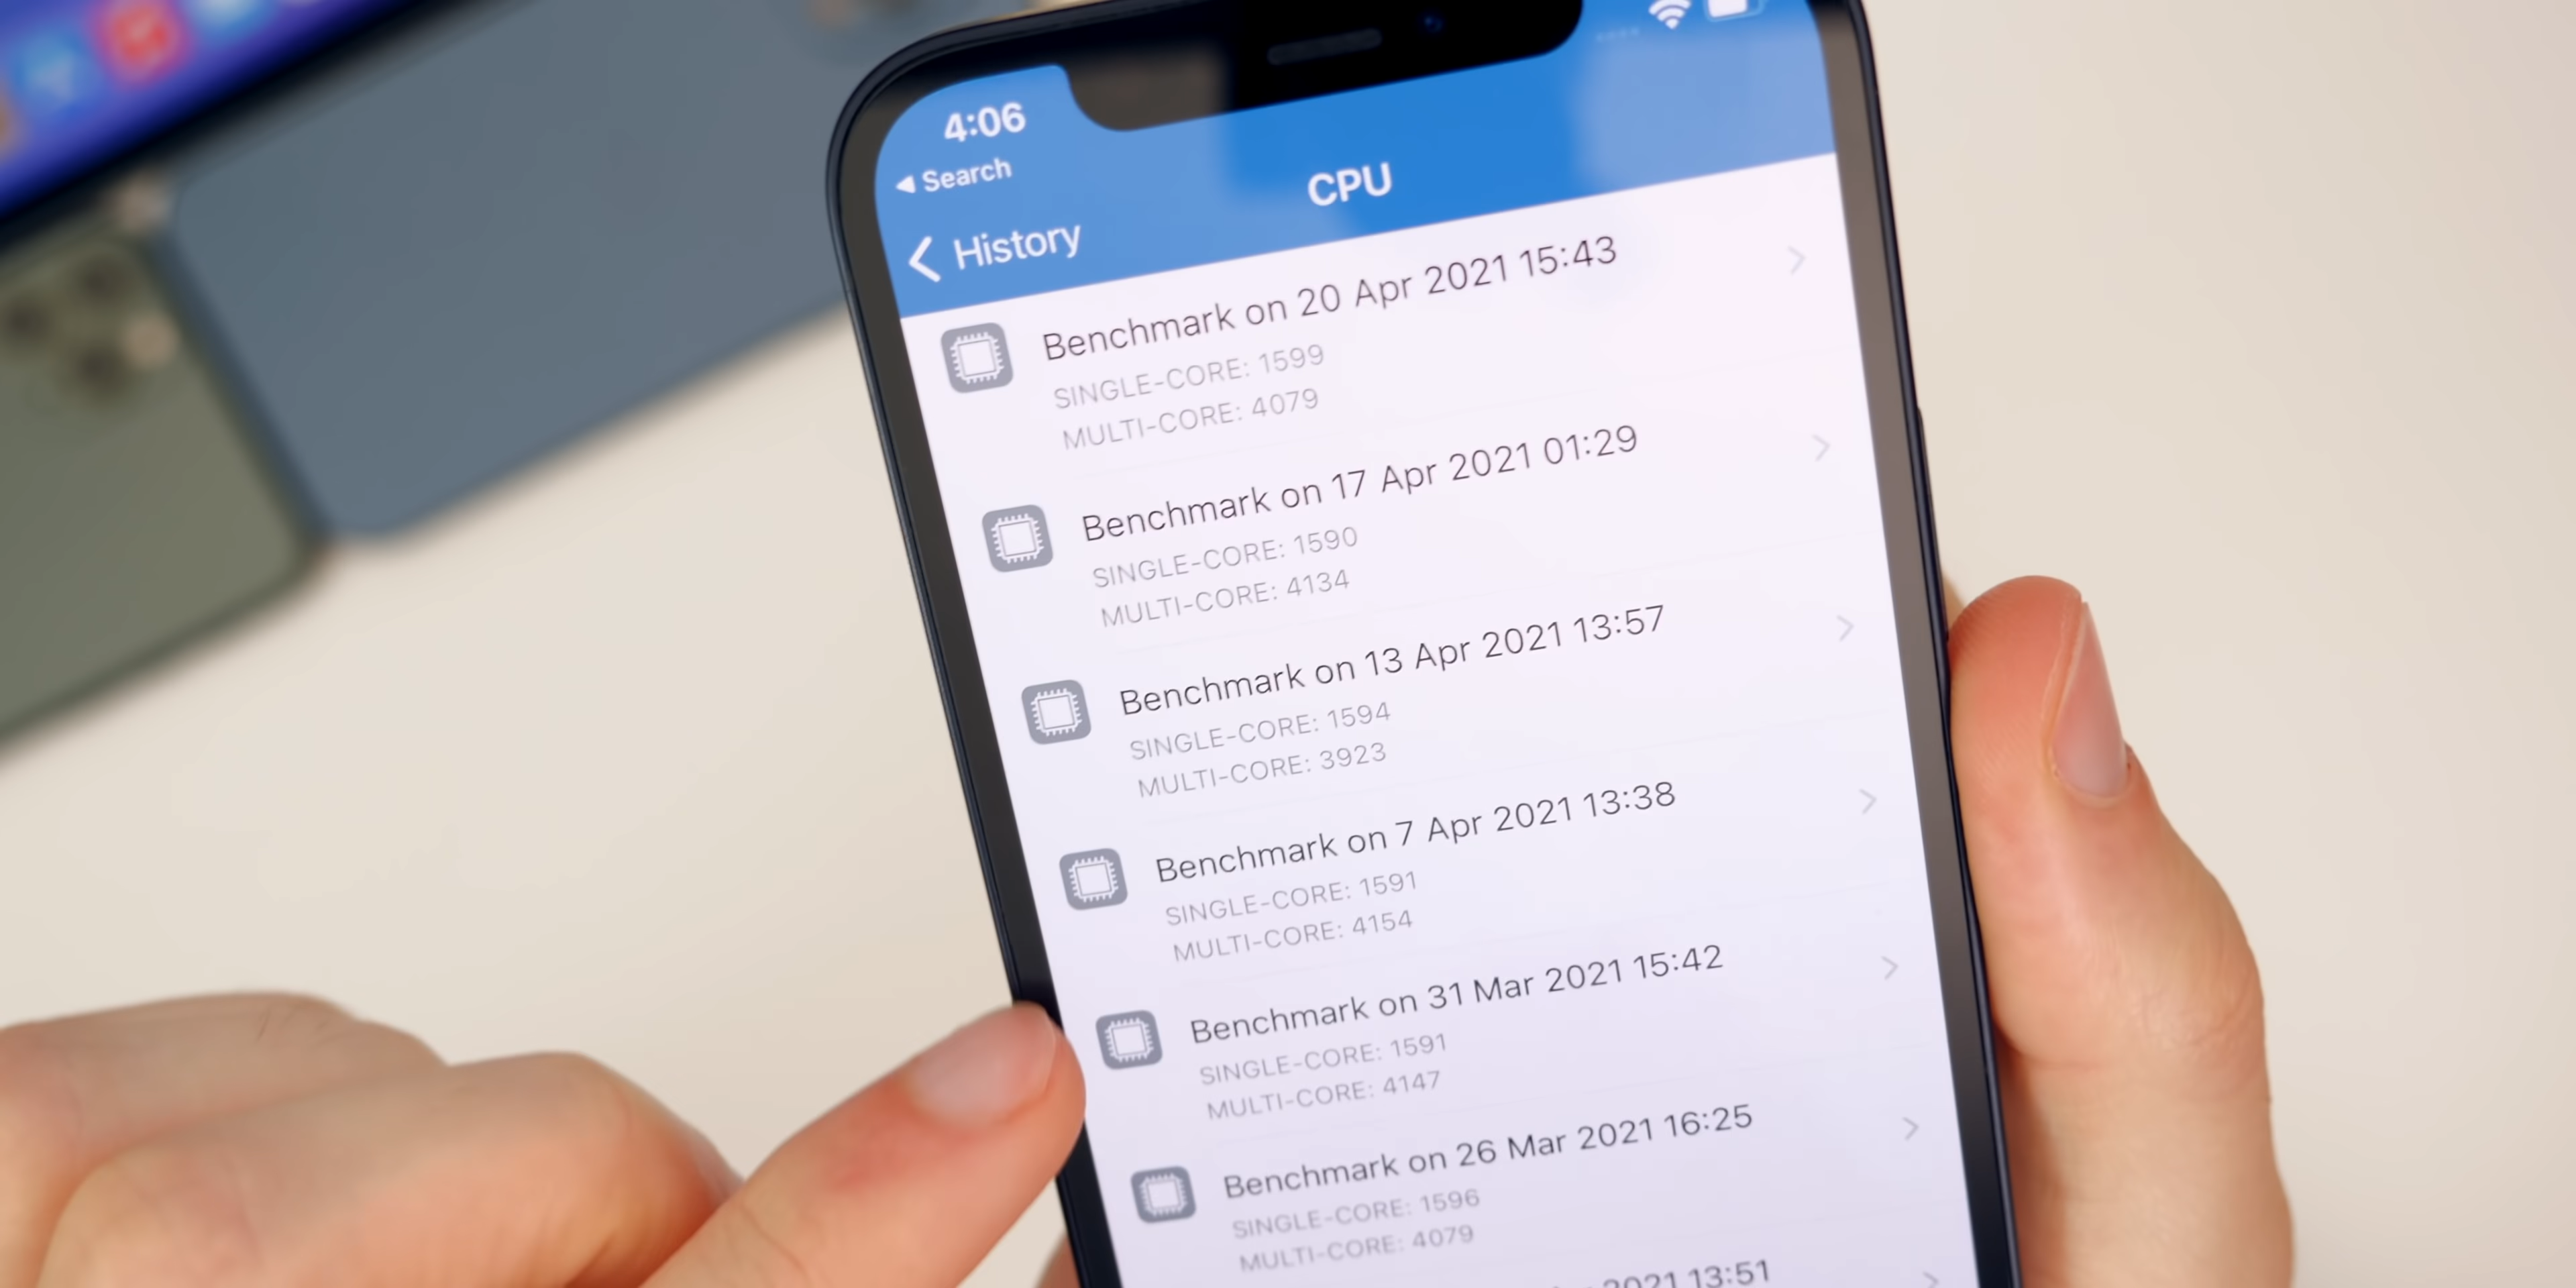 4:06
Search
CPU
History
Benchmark on 20 Apr 2021 15:43
SINGLE-CORE: 1599
MULTI-CORE: 4079
Benchmark on 17 Apr 2021 01:29
SINGLE-CORE: 1590
MULTI-CORE: 4134
Benchmark on 13 Apr 2021 13:57
SINGLE-CORE: 1594
MULTI-CORE: 3923
Benchmark on 7 Apr 2021 13:38
SINGLE-CORE: 1591
MULTI-CORE: 4154
Benchmark on 31 Mar 2021 15:42
SINGLE-CORE: 1591
MULTI-CORE: 4147
Benchmark on 26 Mar 2021 16:25
SINGLE-CORE: 1596
MULTI-CORE: 4079
2021 13:51